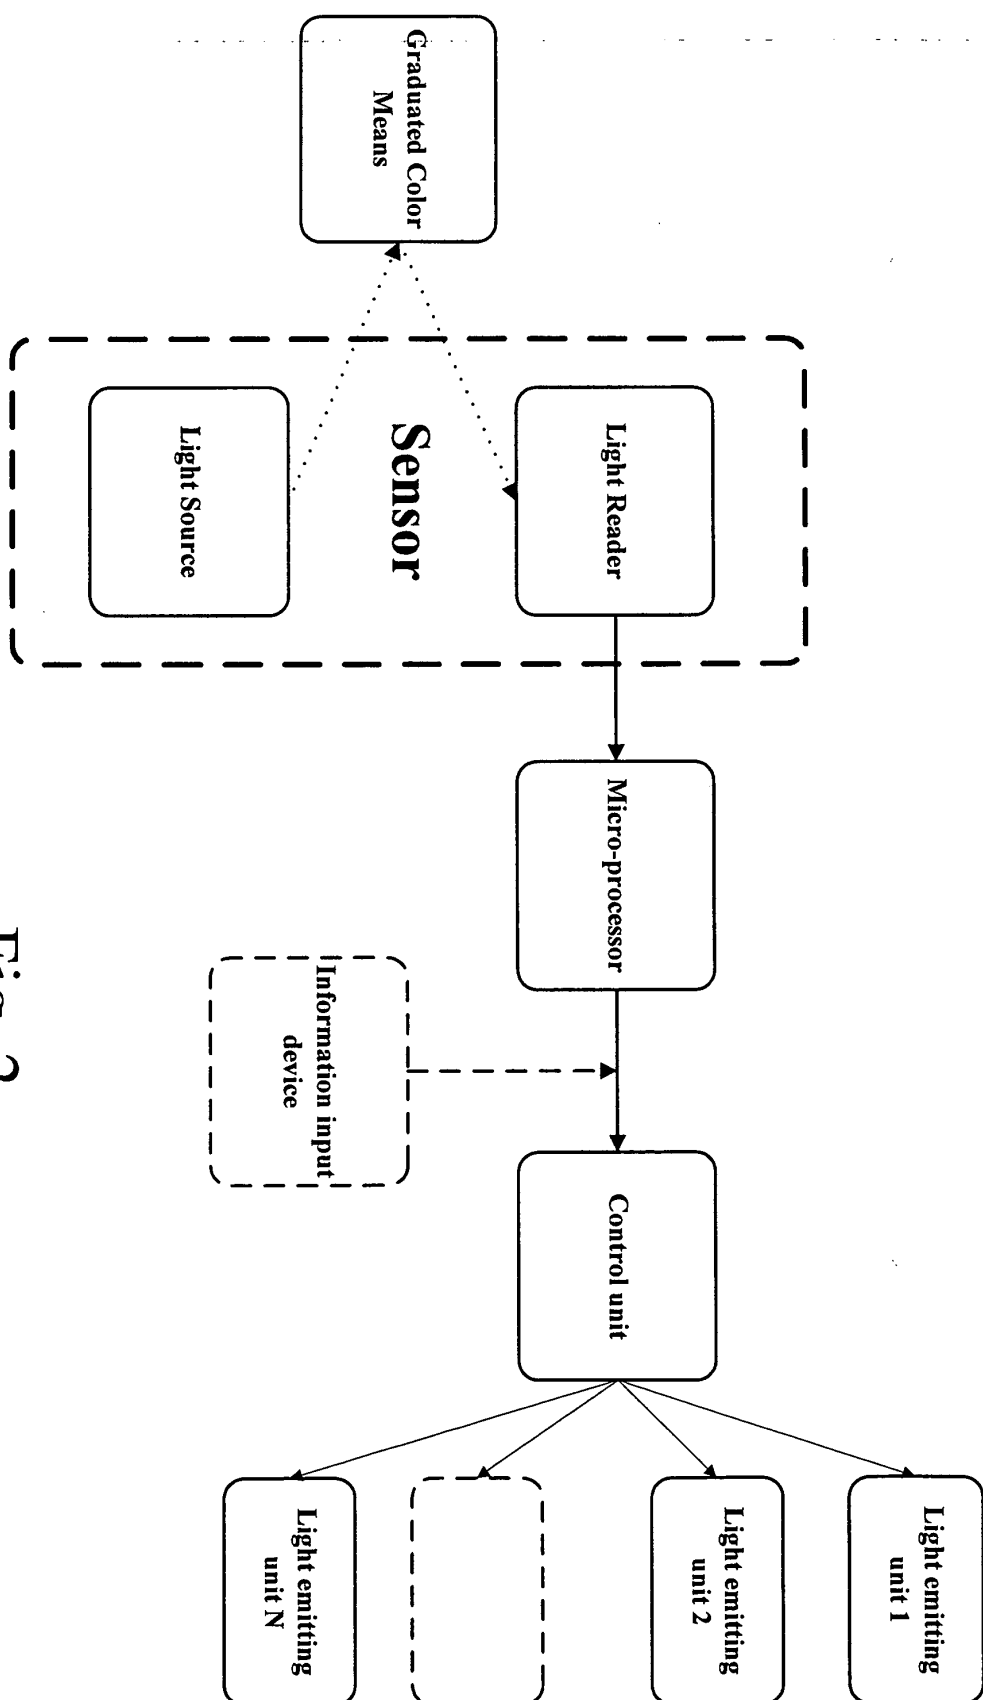 Light emitting
unit 1
Light emitting
unit 2
Light Reader
Micro-processor
Control unit
Graduated Color
Means
Sensor
Information input
device
Light Source
Light emitting
unit N
Fig.